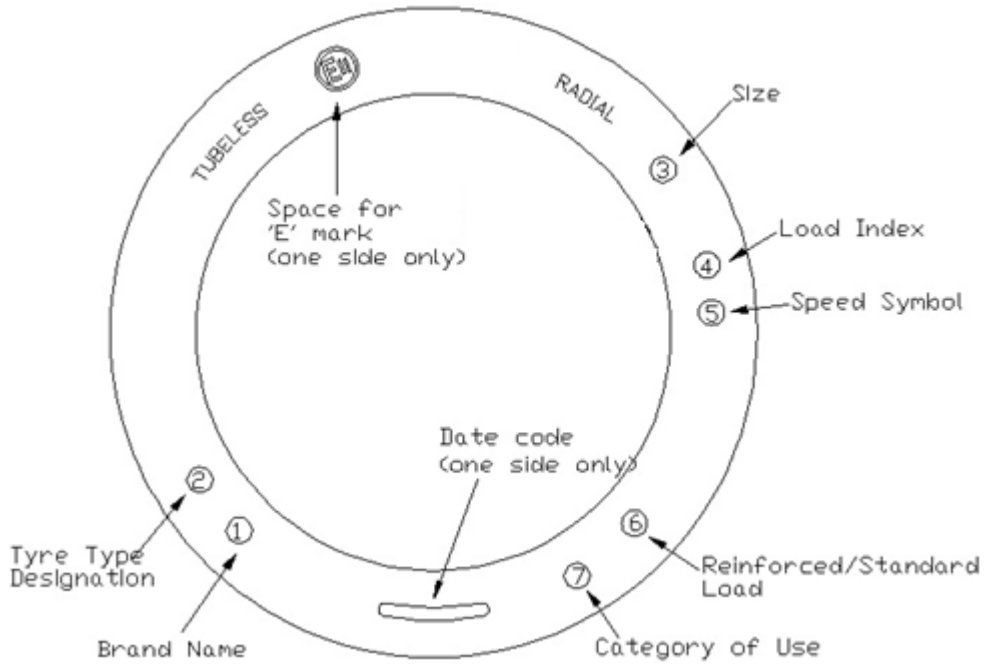 E11
TUBELESS
RADIAL
Size
3
Space for
'E' mark
(one side only)
Load Index
4
Speed Symbol
5
Date code
(one side only)
2
1
6
7
Tyre Type
Designation
Reinforced/Standard
Load
Brand Name
Category of Use